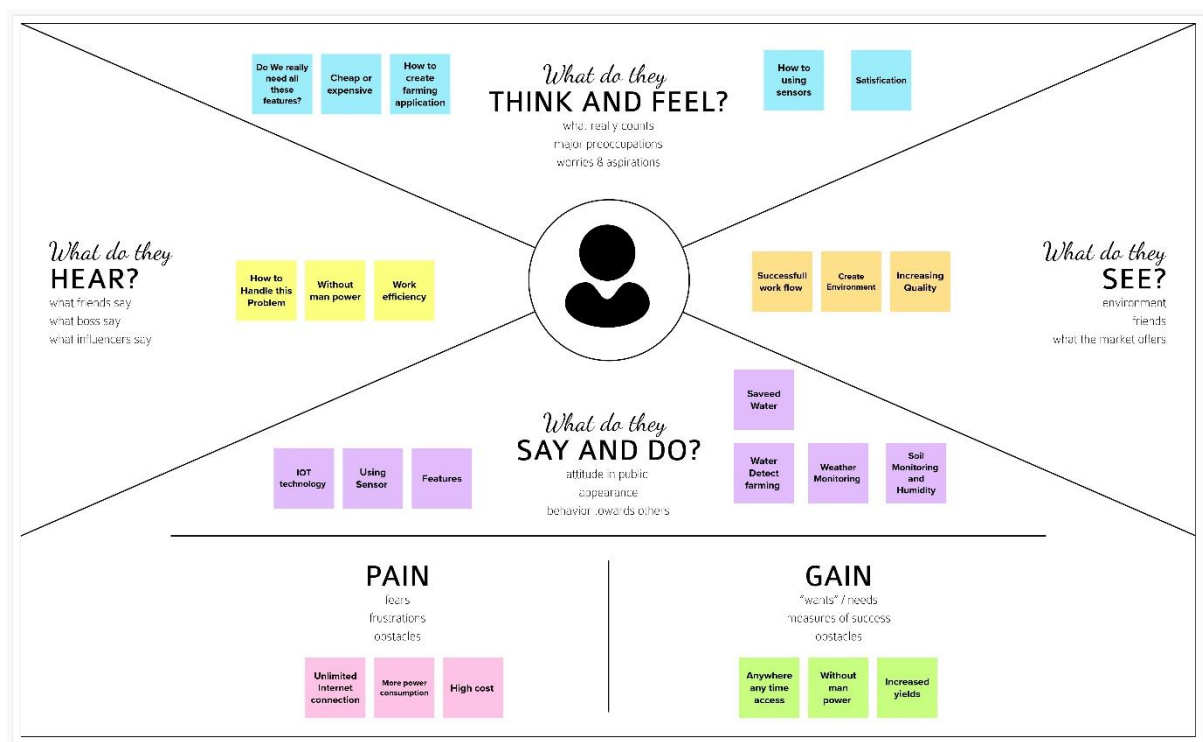 Do We really
need all
these
features?
Cheap or
expensive
How to
create
farming
application
What do they
THINK AND FEEL?
what really counts
major preoccupations
worries & aspirations
How to
using
sensors
Satisfication
What do they
HEAR?
what friends say
what boss say
what influencers say
How to
Handle this
Problem
Without
man power
Work
efficiency
Successfull
work flow
Create
Environment
Increasing
Quality
What do they
SEE?
environment
friends
what the market offers
What do they
SAY AND DO?
attitude in public
appearance
behavior towards others
IOT
technology
Using
Sensor
Features
Saveed
Water
Water
Detect
farming
Weather
Monitoring
Soil
Monitoring
and
Humidity
PAIN
fears
frustrations
obstacles
Unlimited
Internet
connection
More power
consumption
High cost
GAIN
"wants" / needs
measures of success
obstacles
Anywhere
any time
access
Without
man
power
Increased
yields